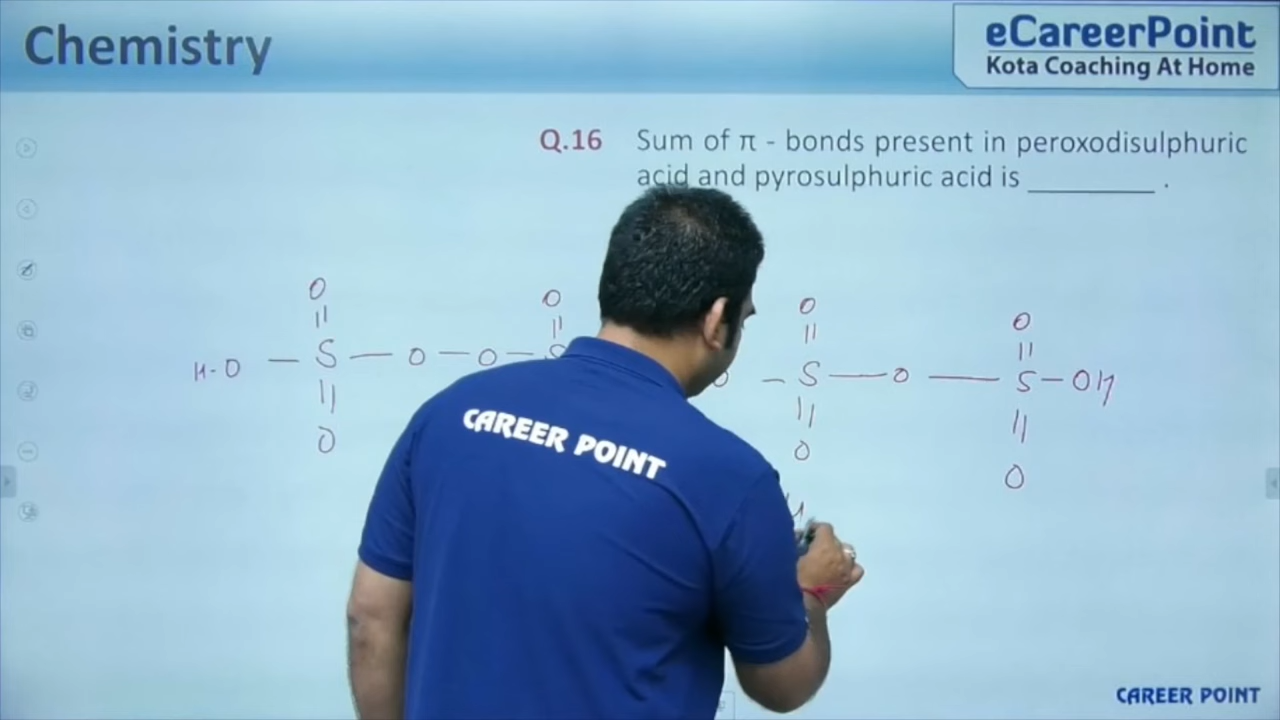 Chemistry
eCareerPoint
Kota Coaching At Home
Q.16 Sum of π - bonds present in peroxodisulphuric
acid and pyrosulphuric acid is __________ .
O O O O
|| || || ||
H-O — S — O — O — S O — S — O — S — OH
|| || ||
O O O
CAREER POINT
CAREER POINT